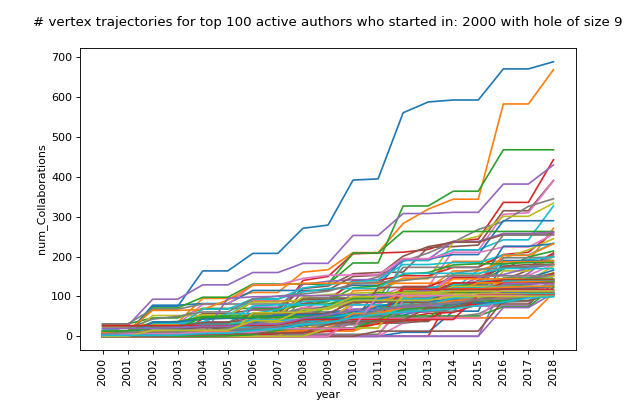 # vertex trajectories for top 100 active authors who started in: 2000 with hole of size 9
700
600
500
400
300
200
100
0
num_Collaborations
2000 2001 2002 2003 2004 2005 2006 2007 2008 2009 2010 2011 2012 2013 2014 2015 2016 2017 2018
year